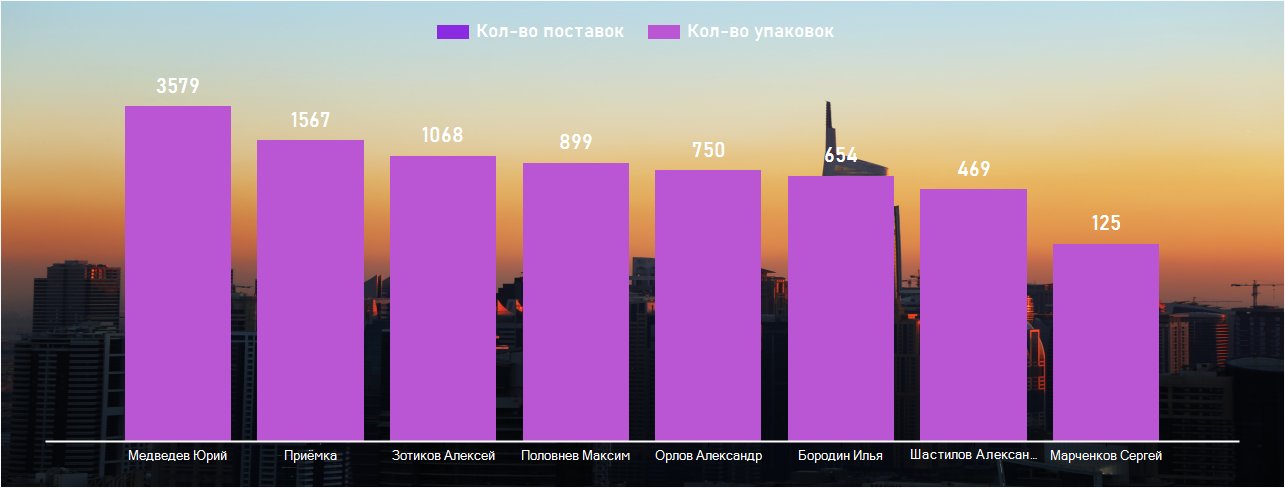 Кол-во поставок Кол-во упаковок
3579 1567 1068 899 750 654 469 125
Медведев Юрий Приёмка Зотиков Алексей Половнев Максим Орлов Александр Бородин Илья Шастилов Алексан... Марченков Сергей